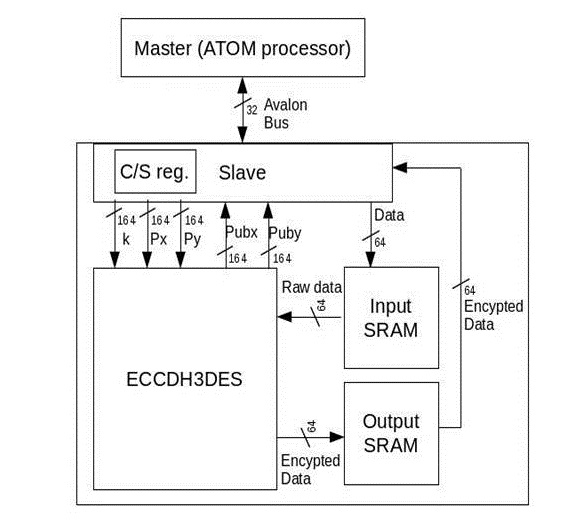 Master (ATOM processor)
32
Avalon
Bus
C/S reg.
Slave
164
164
164
k
Px
Py
Pubx
Puby
164
164
Data
64
Raw data
64
Input
SRAM
64
Encypted
Data
ECCDH3DES
64
Encypted
Data
Output
SRAM